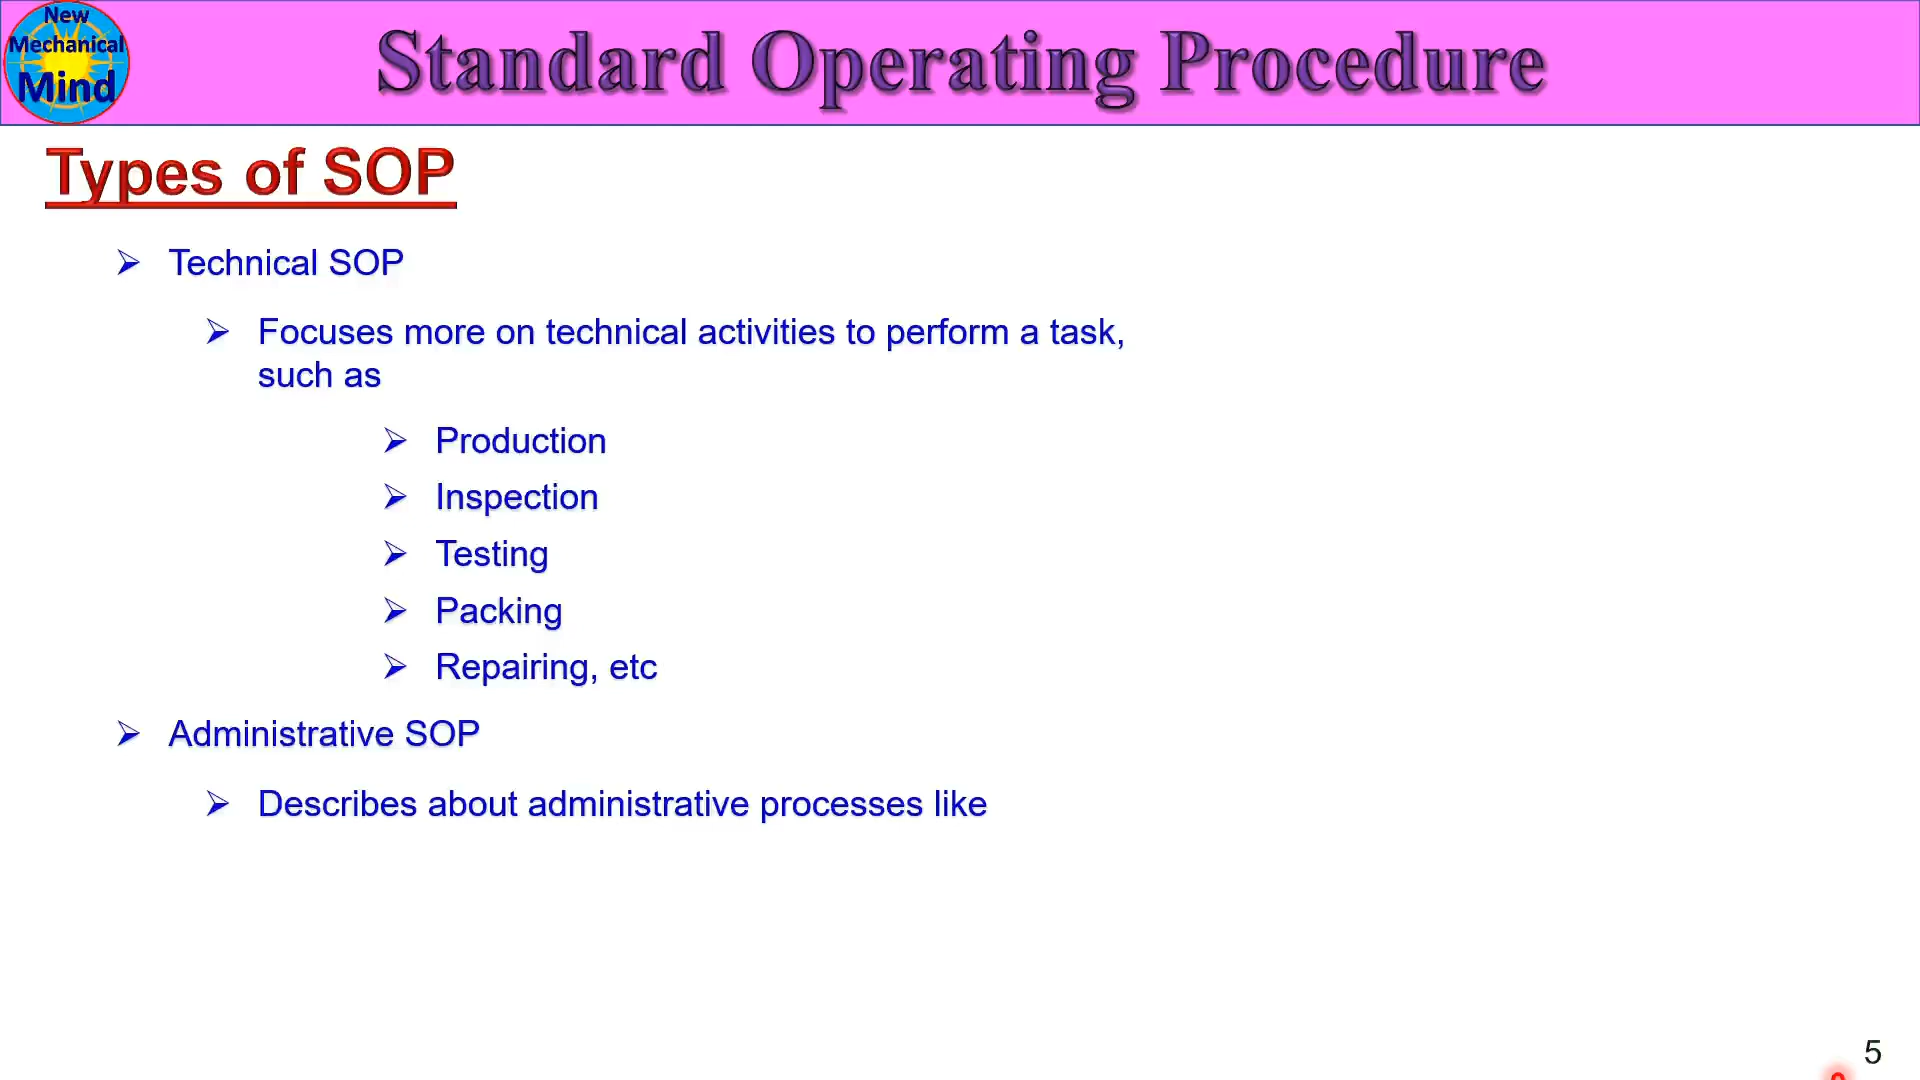 New
Mechanical
Mind
Standard Operating Procedure
Types of SOP
Technical SOP
Focuses more on technical activities to perform a task,
such as
Production
Inspection
Testing
Packing
Repairing, etc
Administrative SOP
Describes about administrative processes like
5